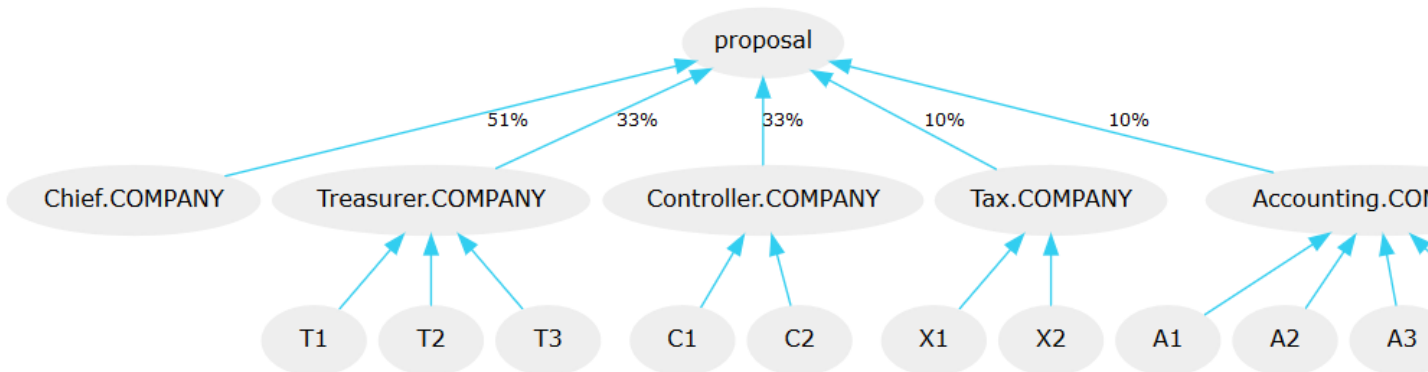 proposal
51%
33%
33%
10%
10%
Chief.COMPANY
Treasurer.COMPANY
Controller.COMPANY
Tax.COMPANY
T1
T2
T3
C1
C2
X1
X2
A1
A2
A3